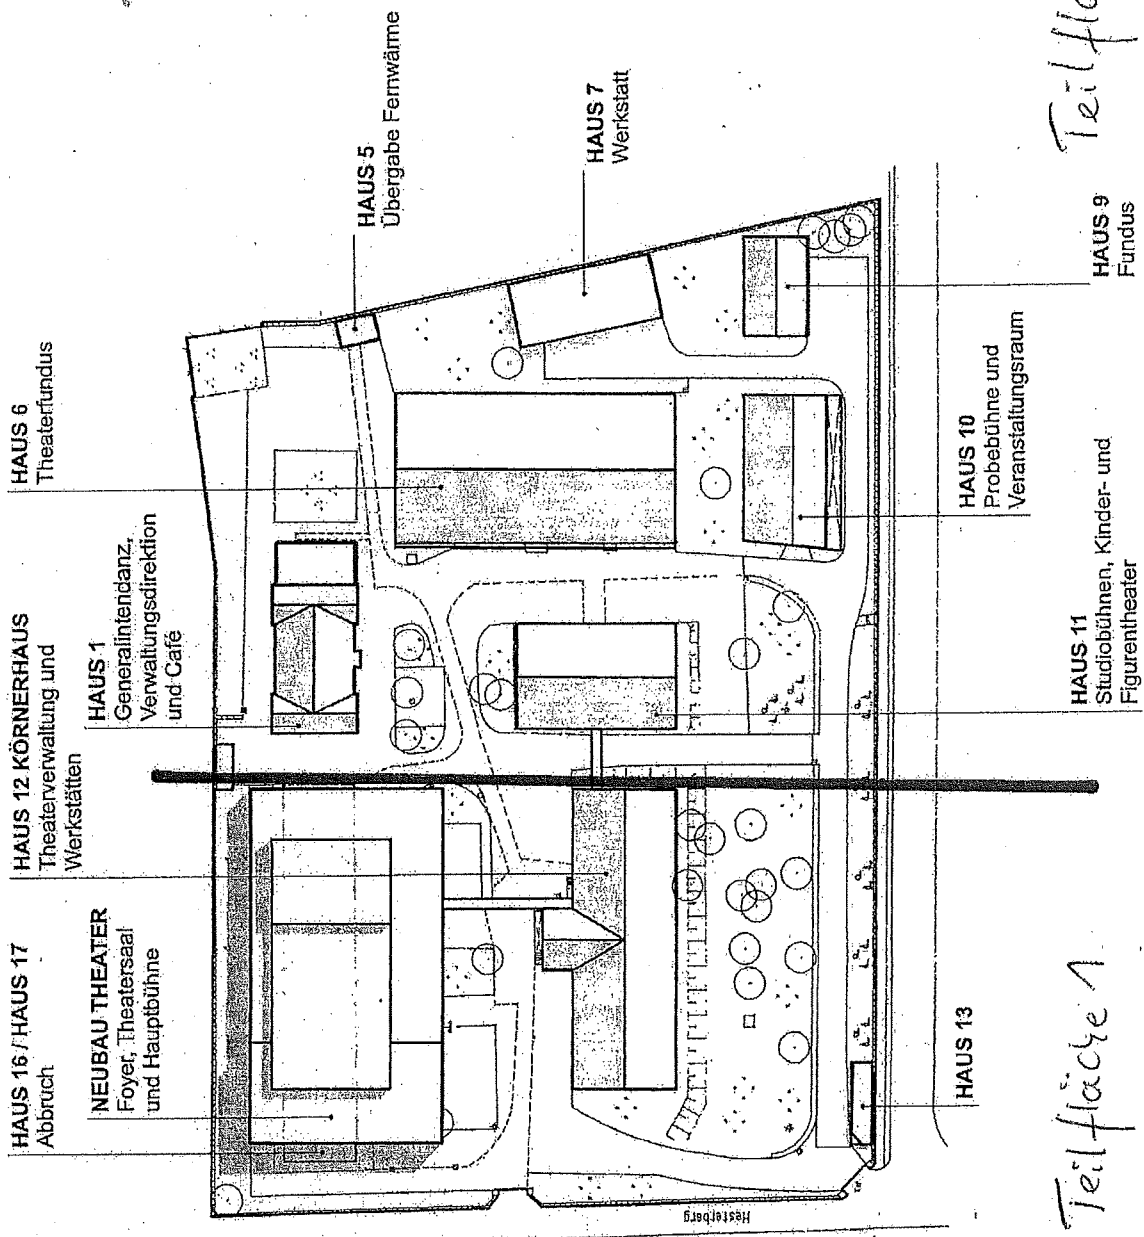 HAUS 16 / HAUS 17
Abbruch
NEUBAU THEATER
Foyer, Theatersaal
und Hauptbühne
HAUS 12 KÖRNERHAUS
Theaterverwaltung und
Werkstätten
HAUS 1
Generalintendanz,
Verwaltungsdirektion
und Café
HAUS 6
Theaterfundus
HAUS 5
Übergabe Fernwärme
HAUS 7
Werkstatt
HAUS 13
HAUS 11
Studiobühnen, Kinder- und
Figurentheater
HAUS 10
Probebühne und
Veranstaltungsraum
HAUS 9
Fundus
Hesterberg
Teilfläche 1